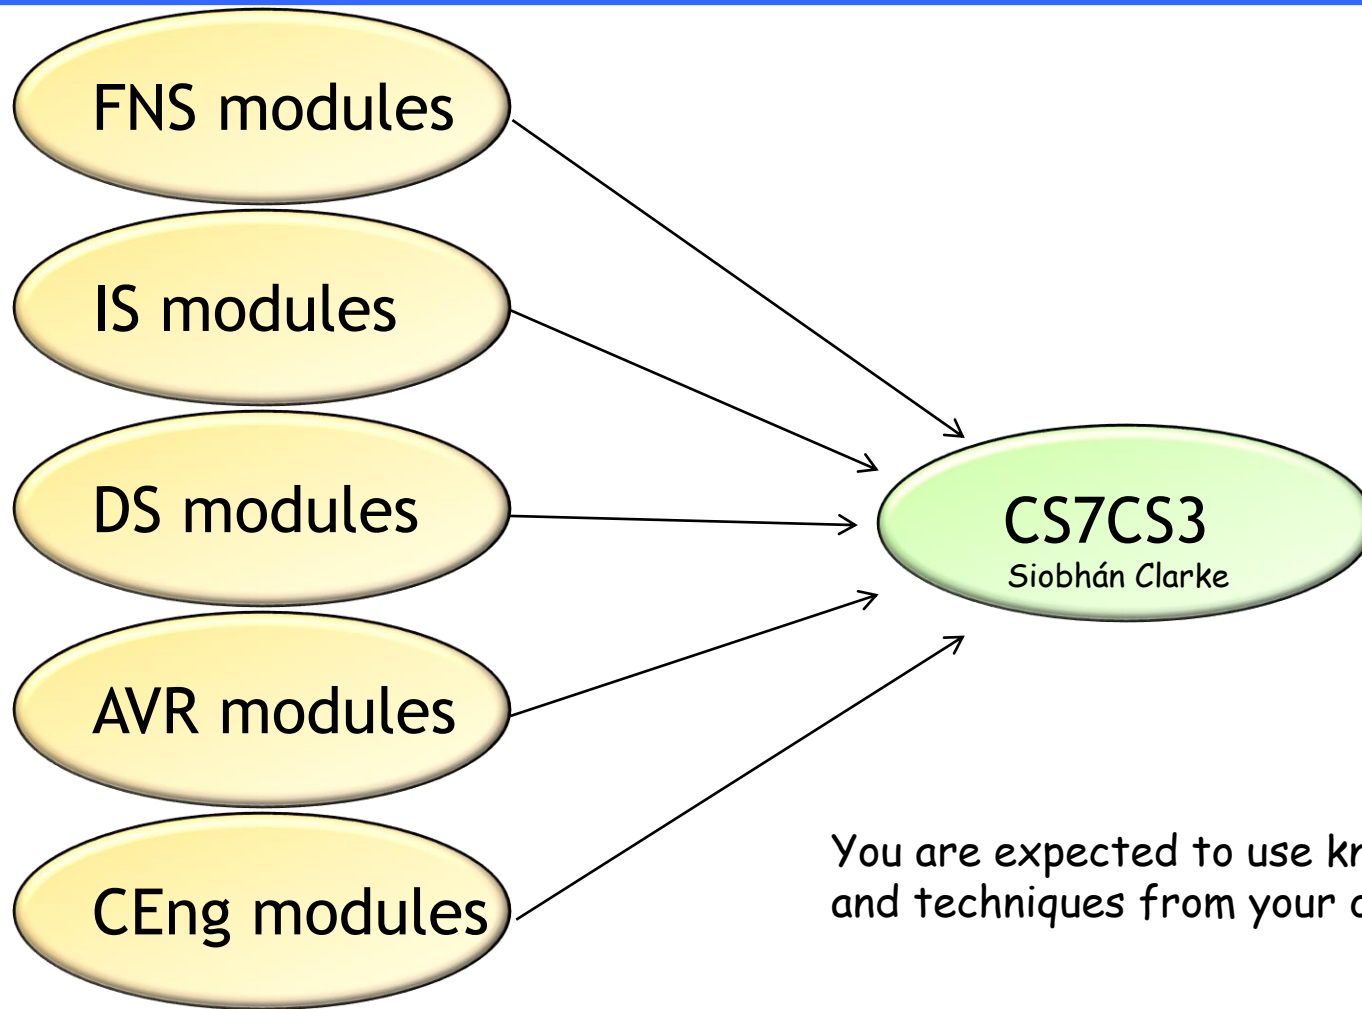 FNS modules
IS modules
DS modules
AVR modules
CEng modules
CS7CS3
Siobhán Clarke
You are expected to use
and techniques from your